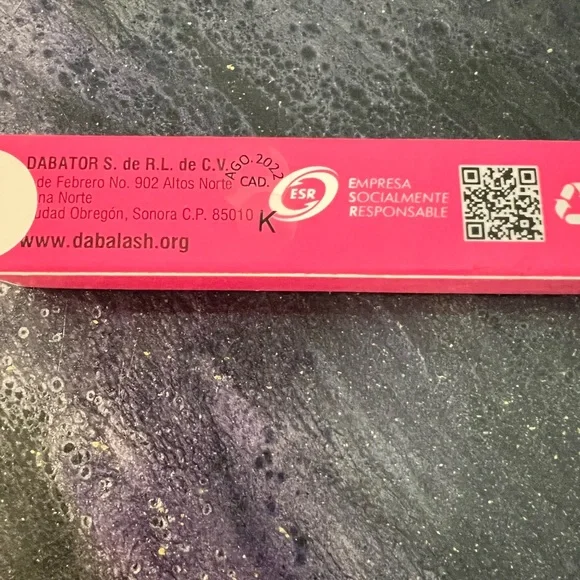 DABATOR S. de R.L. de C.V.
de Febrero No. 902 Altos Norte
na Norte
udad Obregón, Sonora C.P. 85010
www.dabalash.org
AGO.2022
CAD.
K
ESR
EMPRESA
SOCIALMENTE
RESPONSABLE